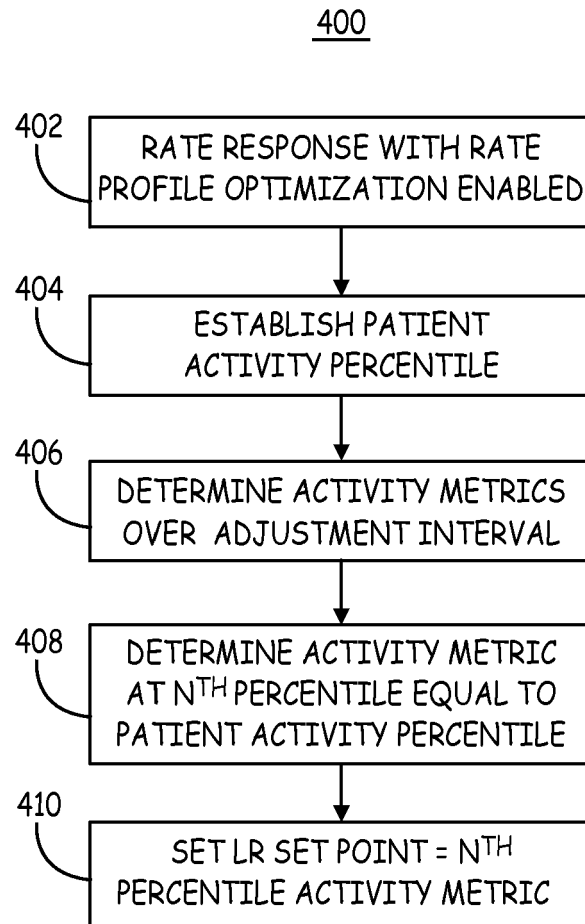 400
402
RATE RESPONSE WITH RATE
PROFILE OPTIMIZATION ENABLED
404
ESTABLISH PATIENT
ACTIVITY PERCENTILE
406
DETERMINE ACTIVITY METRICS
OVER ADJUSTMENT INTERVAL
408
DETERMINE ACTIVITY METRIC
AT NTH PERCENTILE EQUAL TO
PATIENT ACTIVITY PERCENTILE
410
SET LR SET POINT = NTH
PERCENTILE ACTIVITY METRIC